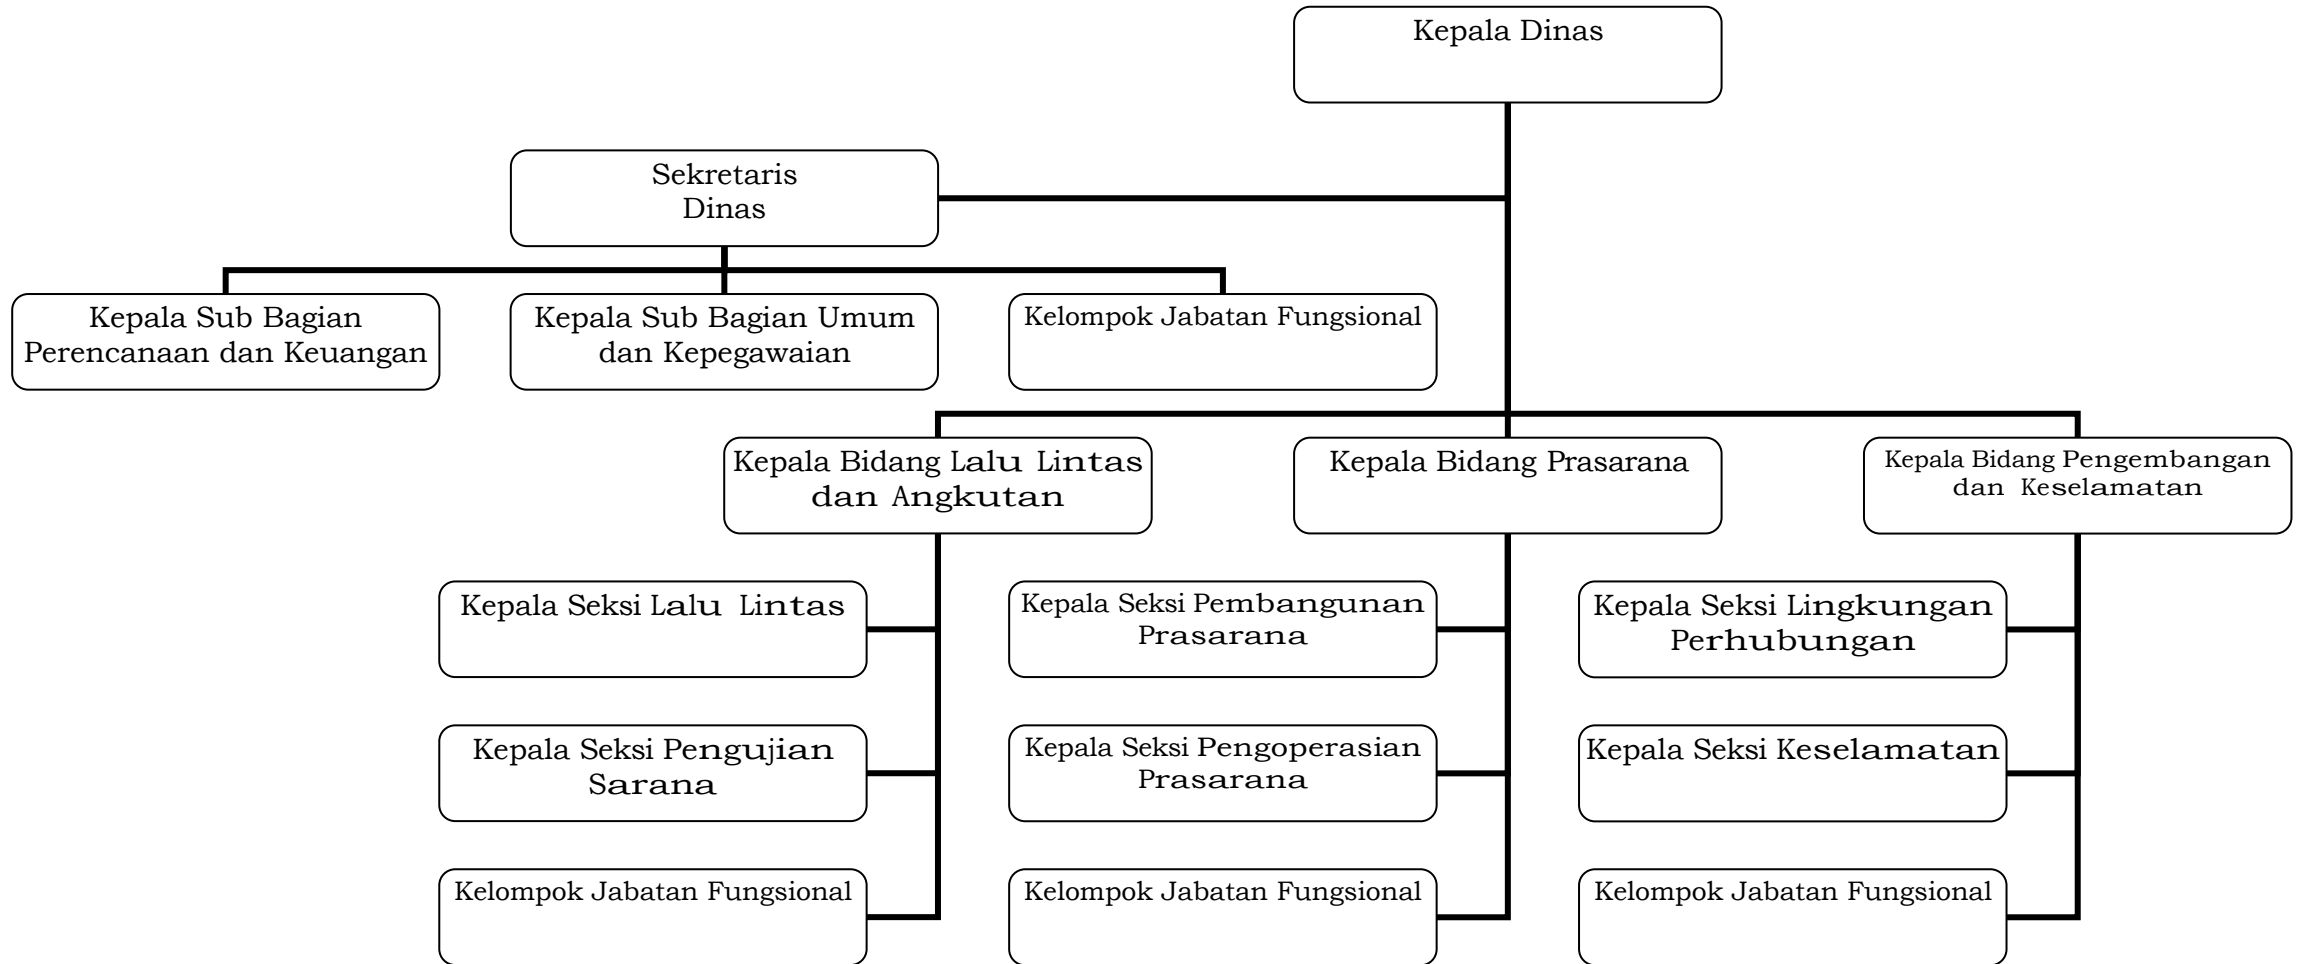 Kepala Dinas
Sekretaris
Dinas
Kepala Sub Bagian
Perencanaan dan Keuangan
Kepala Sub Bagian Umum
dan Kepegawaian
Kelompok Jabatan Fungsional
Kepala Bidang Lalu Lintas
dan Angkutan
Kepala Bidang Prasarana
Kepala Bidang Pengembangan
dan Keselamatan
Kepala Seksi Lalu Lintas
Kepala Seksi Pembangunan
Prasarana
Kepala Seksi Lingkungan
Perhubungan
Kepala Seksi Pengujian
Sarana
Kepala Seksi Pengoperasian
Prasarana
Kepala Seksi Keselamatan
Kelompok Jabatan Fungsional
Kelompok Jabatan Fungsional
Kelompok Jabatan Fungsional